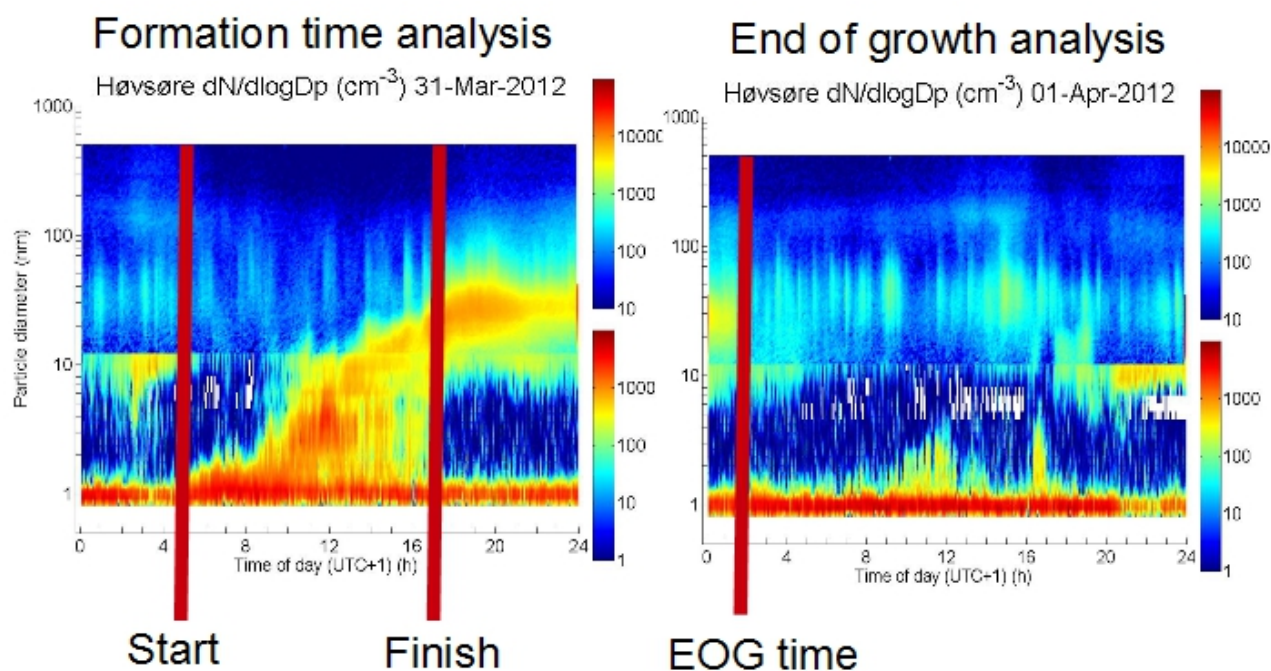 Formation time analysis
Høvsøre dN/dlogDp (cm⁻³) 31-Mar-2012
1000
100
10
1
Particle diameter (nm)
0 4 8 12 16 20 24
Time of day (UTC+1) (h)
10000
1000
100
10
1000
100
10
1
Start
Finish
End of growth analysis
Høvsøre dN/dlogDp (cm⁻³) 01-Apr-2012
1000
100
10
1
0 4 8 12 16 20 24
Time of day (UTC+1) (h)
10000
1000
100
10
1000
100
10
1
EOG time